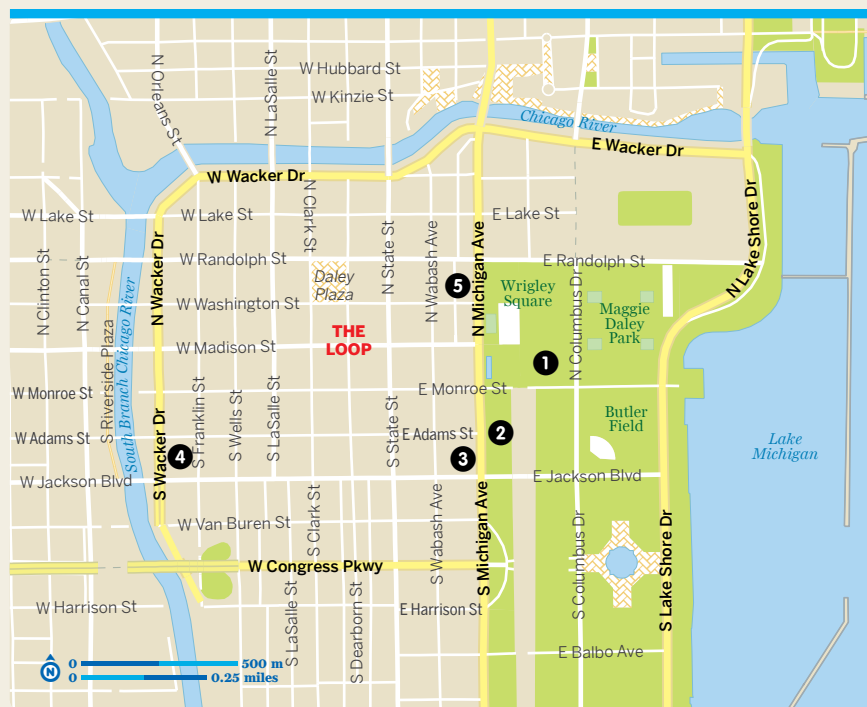 N Orleans St
N LaSalle St
W Hubbard St
W Kinzie St
Chicago River
E Wacker Dr
W Wacker Dr
N Clark St
W Lake St
W Lake St
E Lake St
N State St
N Wabash Ave
N Michigan Ave
N Lake Shore Dr
N Clinton St
N Canal St
N Wacker Dr
W Randolph St
E Randolph St
Daley
Plaza
5
Wrigley
Square
N Columbus Dr
Maggie
Daley
Park
W Washington St
THE
LOOP
W Madison St
1
S Riverside Plaza
South Branch Chicago River
W Monroe St
E Monroe St
S Franklin St
S Wells St
S LaSalle St
S State St
Butler
Field
W Adams St
E Adams St
2
Lake
Michigan
4
3
S Wacker Dr
W Jackson Blvd
E Jackson Blvd
S Clark St
S Wabash Ave
S Michigan Ave
S Columbus Dr
S Lake Shore Dr
W Van Buren St
W Congress Pkwy
W Harrison St
E Harrison St
S LaSalle St
S Dearborn St
E Balbo Ave
N
0 500 m
0 0.25 miles